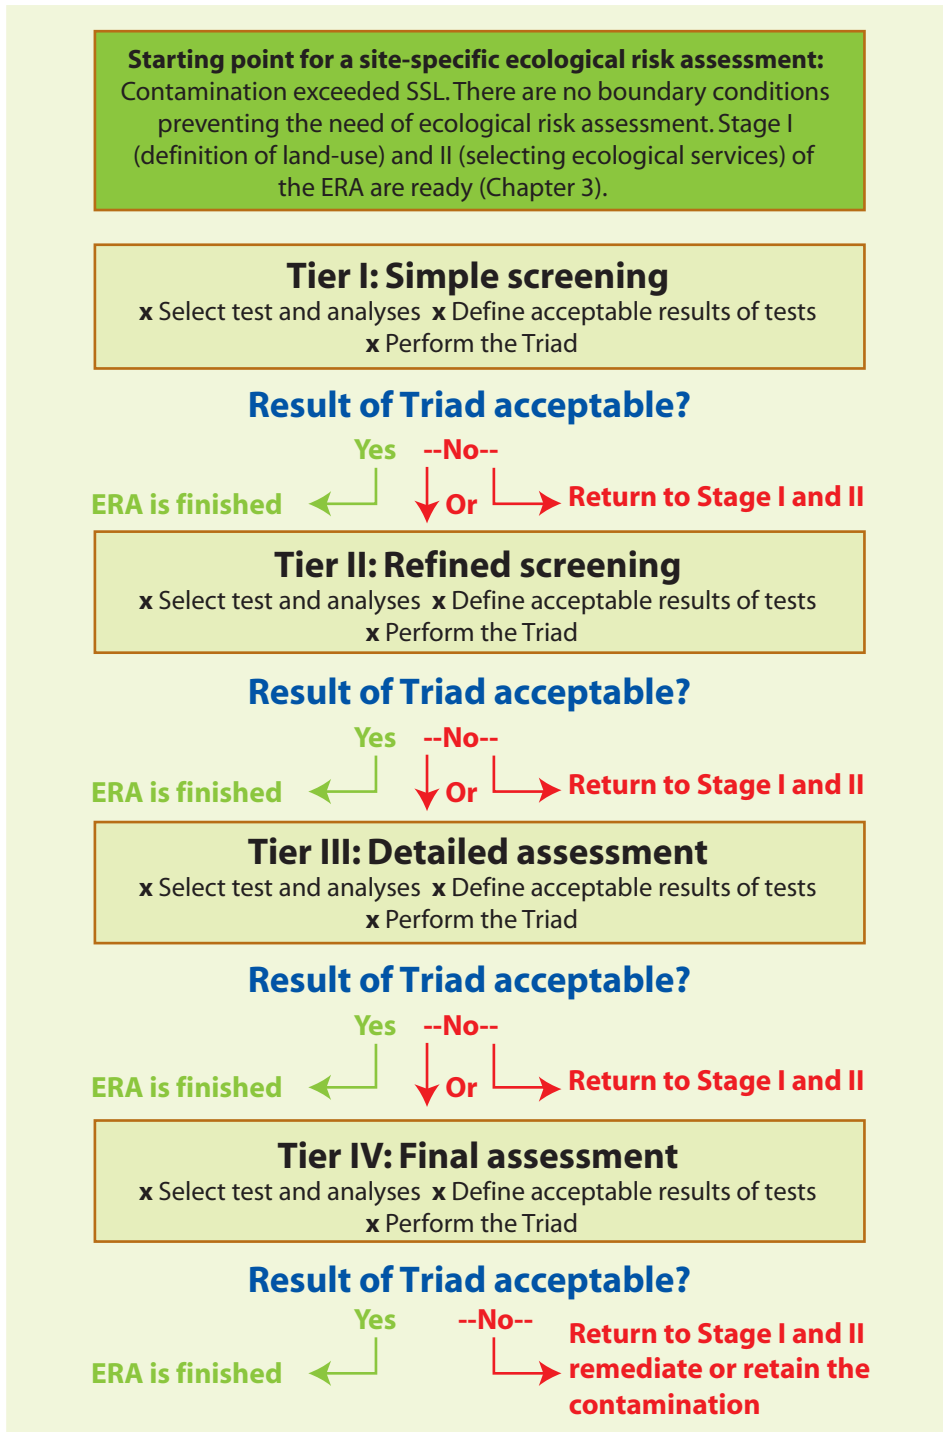 Starting point for a site-specific ecological risk assessment:
Contamination exceeded SSL. There are no boundary conditions
preventing the need of ecological risk assessment. Stage I
(definition of land-use) and II (selecting ecological services) of
the ERA are ready (Chapter 3).
Tier I: Simple screening
x Select test and analyses x Define acceptable results of tests
x Perform the Triad
Result of Triad acceptable?
Yes --No--
ERA is finished Or Return to Stage I and II
Tier II: Refined screening
x Select test and analyses x Define acceptable results of tests
x Perform the Triad
Result of Triad acceptable?
Yes --No--
ERA is finished Or Return to Stage I and II
Tier III: Detailed assessment
x Select test and analyses x Define acceptable results of tests
x Perform the Triad
Result of Triad acceptable?
Yes --No--
ERA is finished Or Return to Stage I and II
Tier IV: Final assessment
x Select test and analyses x Define acceptable results of tests
x Perform the Triad
Result of Triad acceptable?
Yes --No--
ERA is finished
Return to Stage I and II
remediate or retain the
contamination